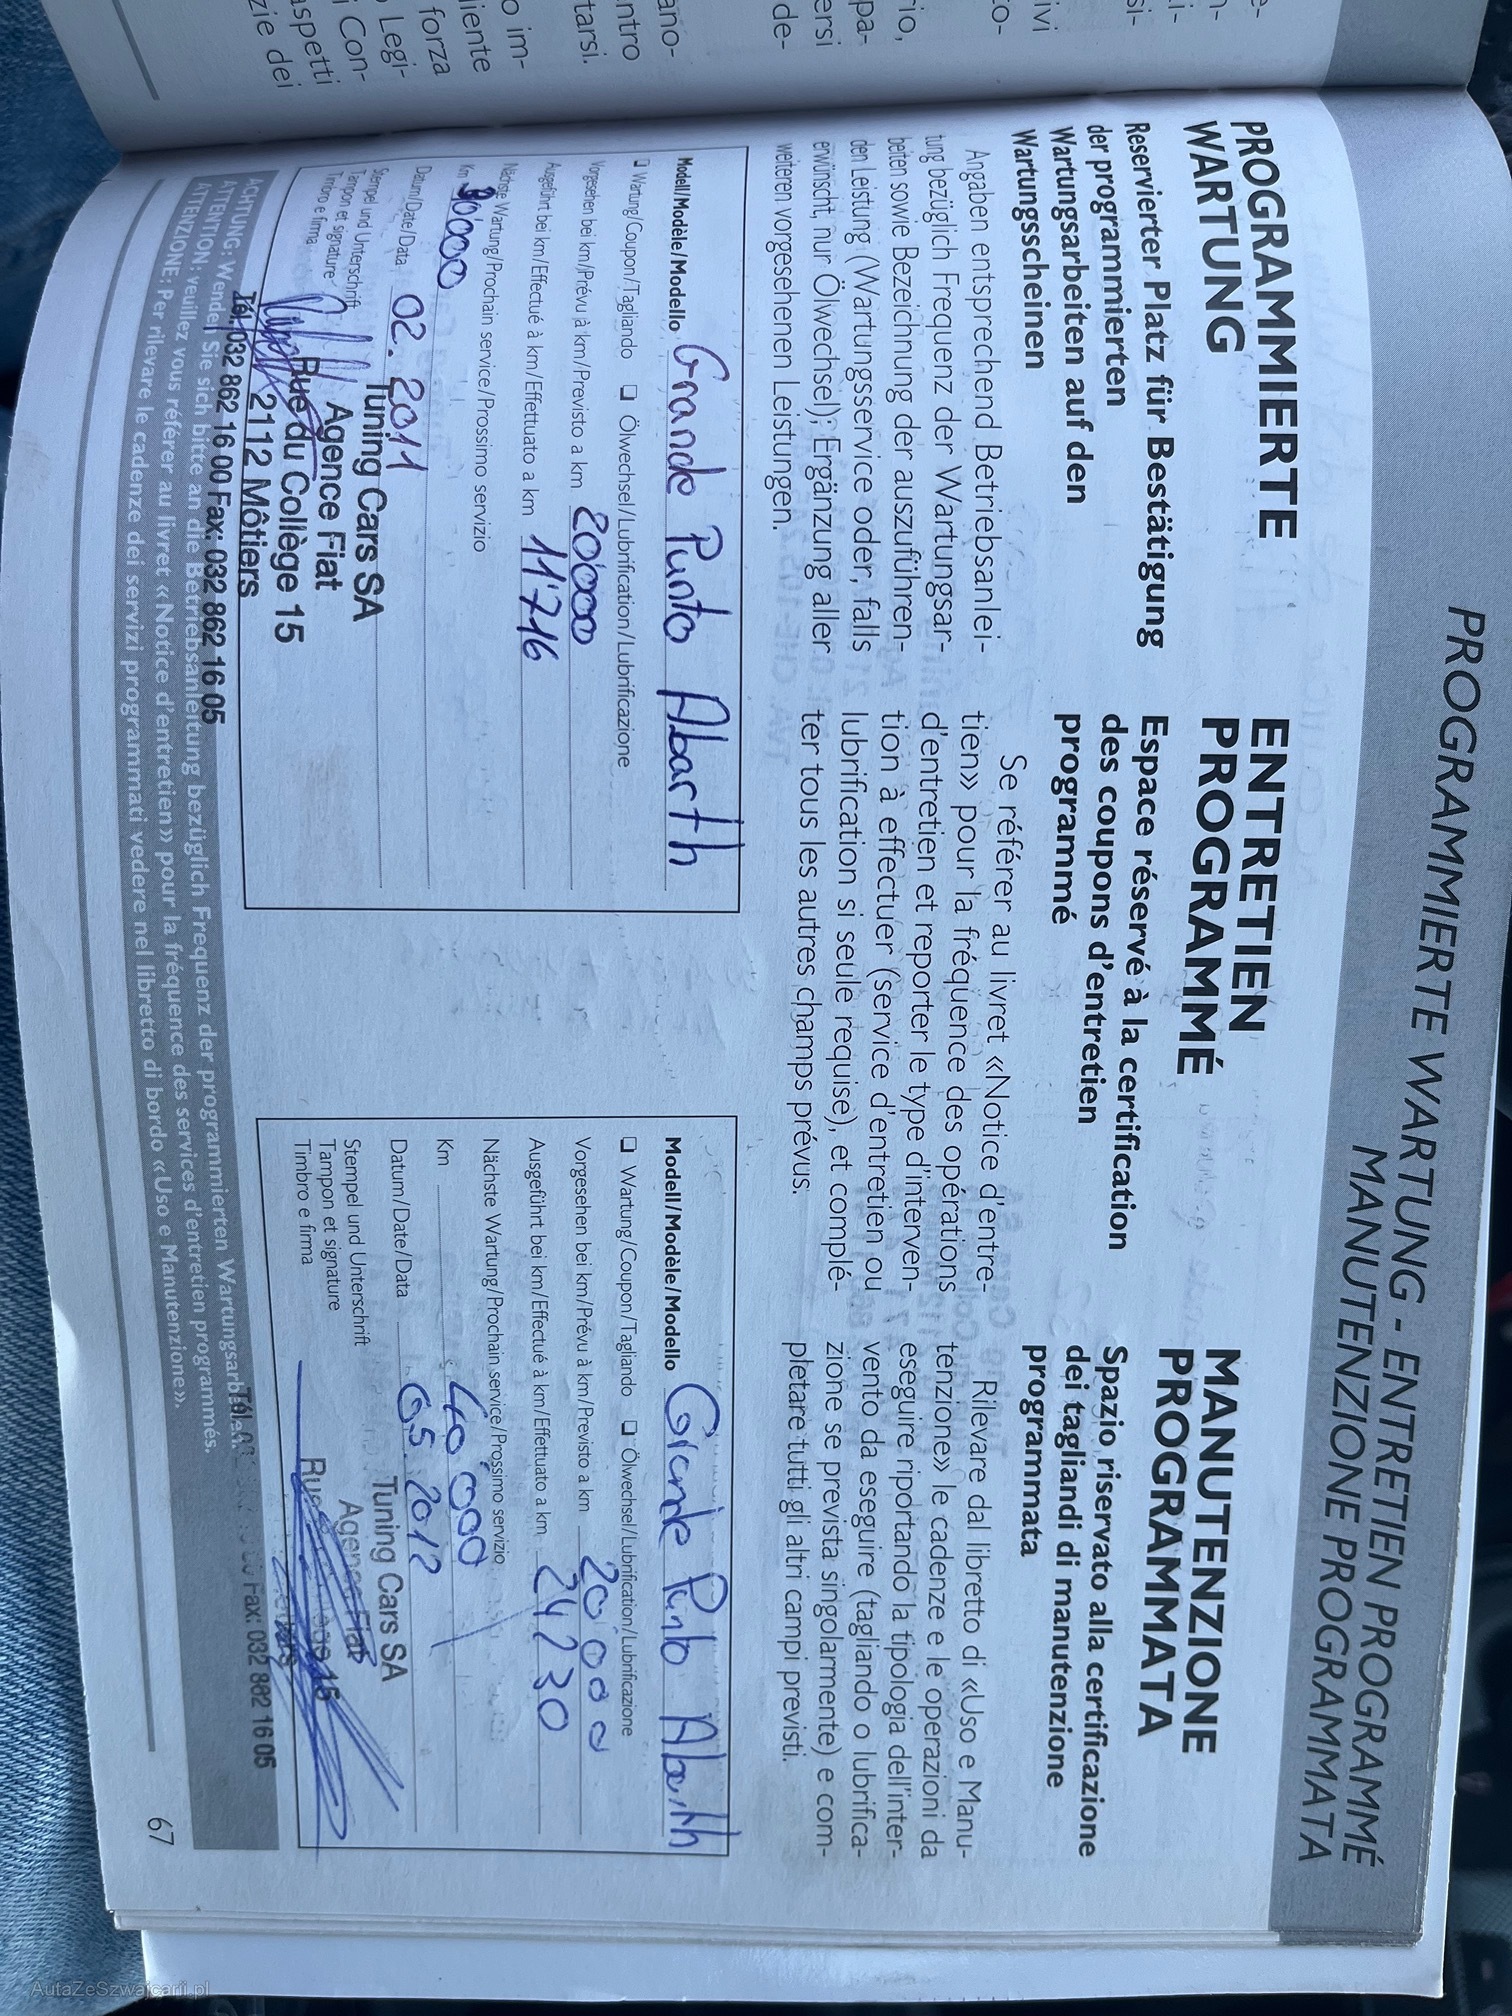 PROGRAMMIERTE WARTUNG - ENTRETIEN PROGRAMMÉ
MANUTENZIONE PROGRAMMATA
PROGRAMMIERTE
WARTUNG
Reservierter Platz für Bestätigung
der programmierten
Wartungsarbeiten auf den
Wartungsscheinen
Angaben entsprechend Betriebsanlei-
tung bezüglich Frequenz der Wartungsar-
beiten sowie Bezeichnung der auszuführen-
den Leistung (Wartungsservice oder, falls
erwünscht, nur Ölwechsel); Ergänzung aller
weiteren vorgesehenen Leistungen.
ENTRETIEN
PROGRAMMÉ
Espace réservé à la certification
des coupons d'entretien
programmé
Se référer au livret «Notice d'entre-
tien» pour la fréquence des opérations
d'entretien et reporter le type d'interven-
tion à effectuer (service d'entretien ou
lubrification si seule requise), et complé-
ter tous les autres champs prévus.
MANUTENZIONE
PROGRAMMATA
Spazio riservato alla certificazione
dei tagliandi di manutenzione
programmata
Rilevare dal libretto di «Uso e Manu-
tenzione» le cadenze e le operazioni da
eseguire riportando la tipologia dell'inter-
vento da eseguire (tagliando o lubrifica-
zione se prevista singolarmente) e com-
pletare tutti gli altri campi previsti.
Modell/Modèle/Modello Grande Punto Abarth
❏ Wartung/Coupon/Tagliando ❏ Ölwechsel/Lubrification/Lubrificazione
Vorgesehen bei km/Prévu à km/Previsto a km 20'000
Ausgeführt bei km/Effectué à km/Effettuato a km 11'716
Nächste Wartung/Prochain service/Prossimo servizio
Km 30'000
Datum/Date/Data 02.2011
Stempel und Unterschrift
Tampon et signature
Timbro e firma
Tuning Cars SA
Agence Fiat
Rue du Collège 15
2112 Môtiers
Tél. 032 862 16 00 Fax: 032 862 16 05
Modell/Modèle/Modello Grande Punto Abarth
❏ Wartung/Coupon/Tagliando ❏ Ölwechsel/Lubrification/Lubrificazione
Vorgesehen bei km/Prévu à km/Previsto a km 20'000
Ausgeführt bei km/Effectué à km/Effettuato a km 24230
Nächste Wartung/Prochain service/Prossimo servizio
Km 40'000
Datum/Date/Data 05 2012
Stempel und Unterschrift
Tampon et signature
Timbro e firma
Tuning Cars SA
Agence Fiat
Rue 15
Fax: 032 862 16 05
ACHTUNG: Wenden Sie sich bitte an die Betriebsanleitung bezüglich Frequenz der programmierten Wartungsarbeiten.
ATTENTION: veuillez vous référer au livret «Notice d'entretien» pour la fréquence des services d'entretien programmés.
ATTENZIONE: Per rilevare le cadenze dei servizi programmati vedere nel libretto di bordo «Uso e Manutenzione».
67
AutaZeSzwajcarii.pl